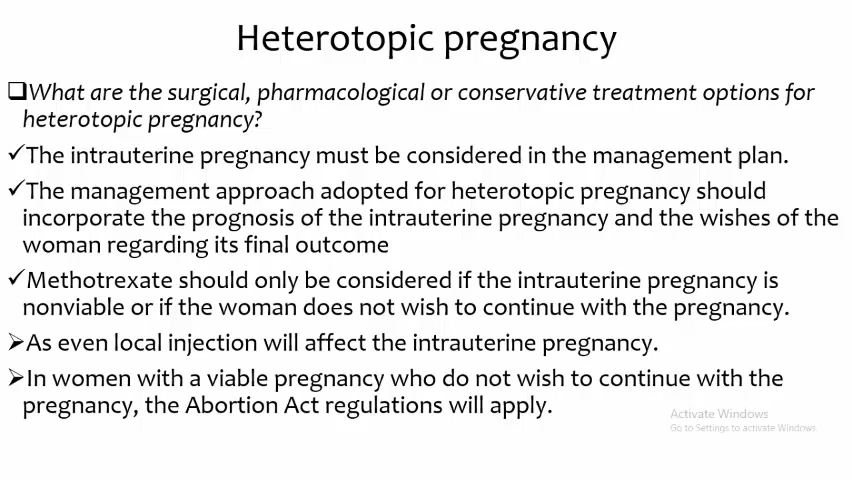 Heterotopic pregnancy
❑What are the surgical, pharmacological or conservative treatment options for
heterotopic pregnancy?
✓The intrauterine pregnancy must be considered in the management plan.
✓The management approach adopted for heterotopic pregnancy should
incorporate the prognosis of the intrauterine pregnancy and the wishes of the
woman regarding its final outcome
✓Methotrexate should only be considered if the intrauterine pregnancy is
nonviable or if the woman does not wish to continue with the pregnancy.
➢As even local injection will affect the intrauterine pregnancy.
➢In women with a viable pregnancy who do not wish to continue with the
pregnancy, the Abortion Act regulations will apply.
Activate Windows
Go to Settings to activate Windows.